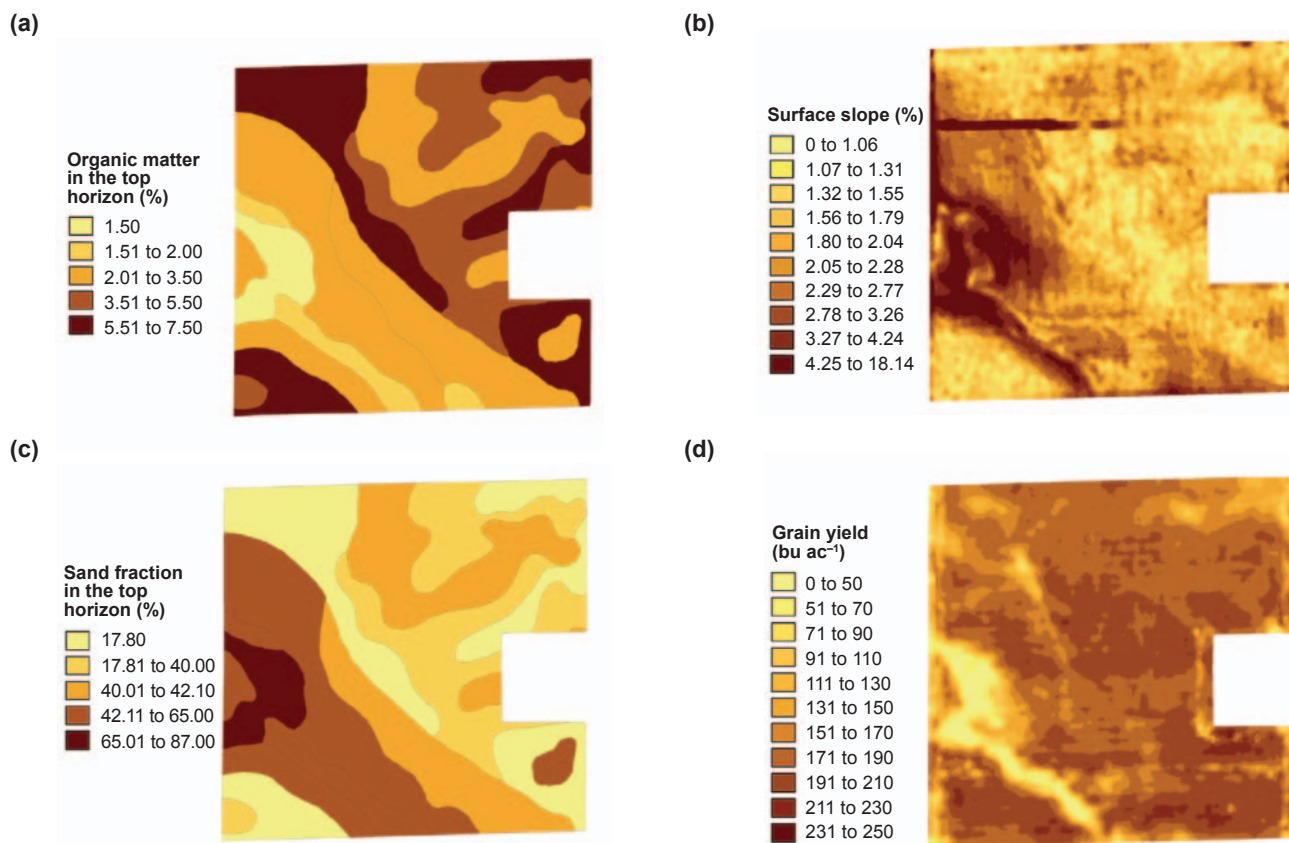 (a)
Organic matter
in the top
horizon (%)
1.50
1.51 to 2.00
2.01 to 3.50
3.51 to 5.50
5.51 to 7.50
(b)
Surface slope (%)
0 to 1.06
1.07 to 1.31
1.32 to 1.55
1.56 to 1.79
1.80 to 2.04
2.05 to 2.28
2.29 to 2.77
2.78 to 3.26
3.27 to 4.24
4.25 to 18.14
(c)
Sand fraction
in the top
horizon (%)
17.80
17.81 to 40.00
40.01 to 42.10
42.11 to 65.00
65.01 to 87.00
(d)
Grain yield
(bu ac⁻¹)
0 to 50
51 to 70
71 to 90
91 to 110
111 to 130
131 to 150
151 to 170
171 to 190
191 to 210
211 to 230
231 to 250